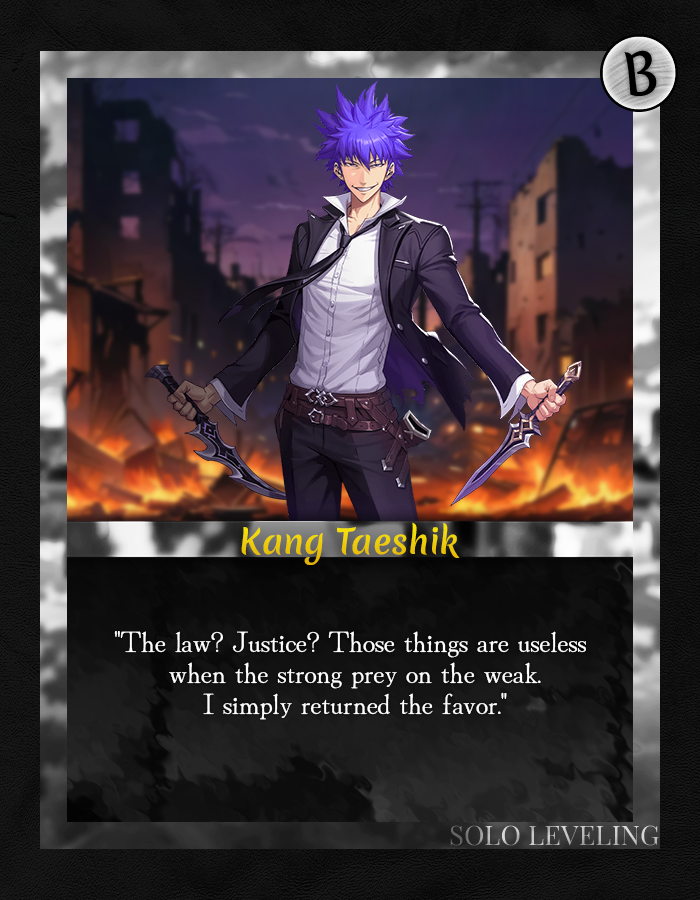 B
Kang Taeshik
"The law? Justice? Those things are useless
when the strong prey on the weak.
I simply returned the favor."
SOLO LEVELING